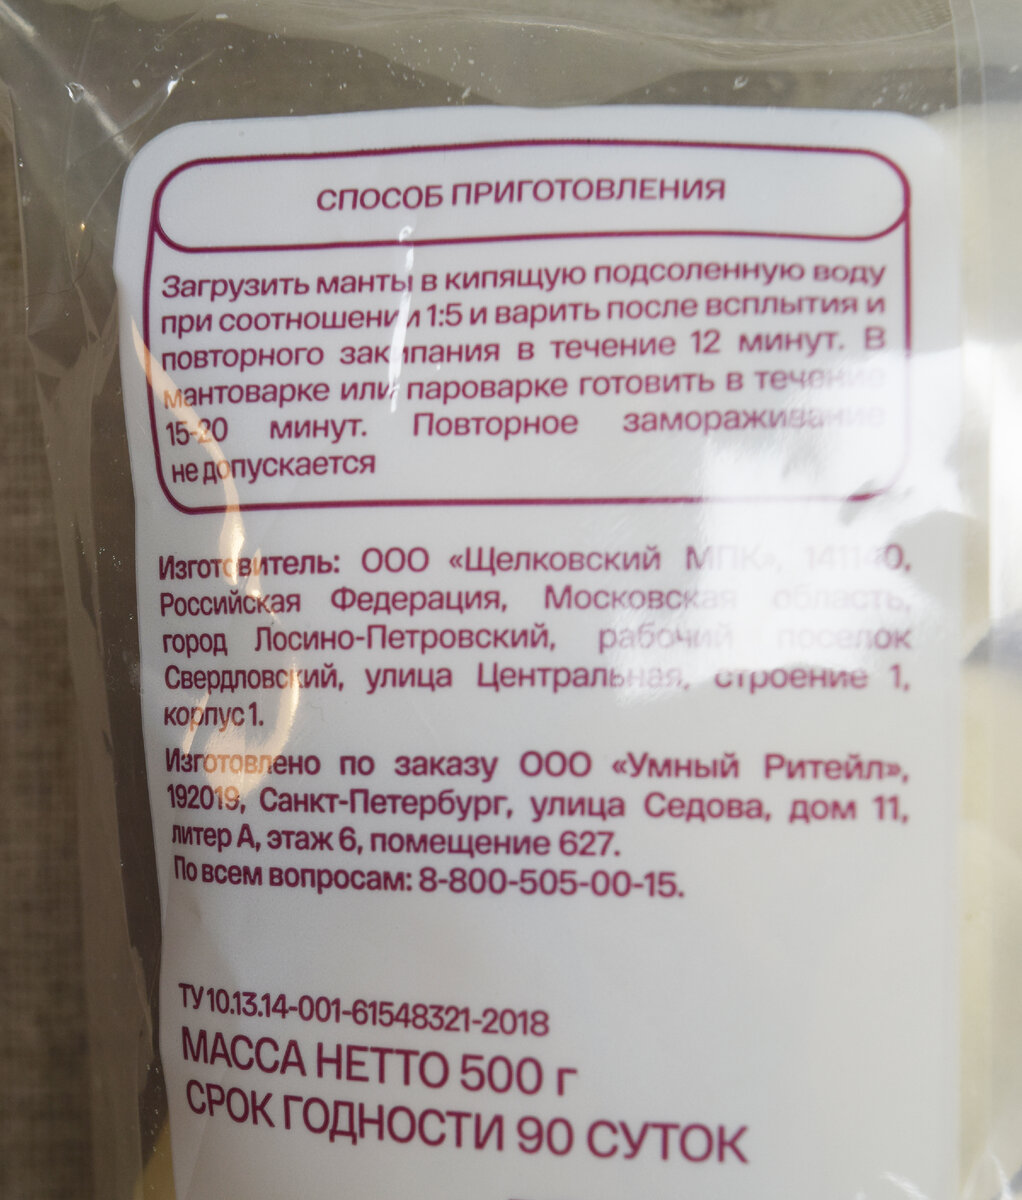 СПОСОБ ПРИГОТОВЛЕНИЯ
Загрузить манты в кипящую подсоленную воду
при соотношении 1:5 и варить после всплытия и
повторного закипания в течение 12 минут. В
мантоварке или пароварке готовить в течение
15-20 минут. Повторное замораживание
не допускается
Изготовитель: ООО «Щелковский МПК»,
Российская Федерация, Московская область,
город Лосино-Петровский, рабочий поселок
Свердловский, улица Центральная, строение 1,
корпус 1.
Изготовлено по заказу ООО «Умный Ритейл»,
192019, Санкт-Петербург, улица Седова, дом 11,
литер А, этаж 6, помещение 627.
По всем вопросам: 8-800-505-00-15.
ТУ 10.13.14-001-61548321-2018
МАССА НЕТТО 500 г
СРОК ГОДНОСТИ 90 СУТОК